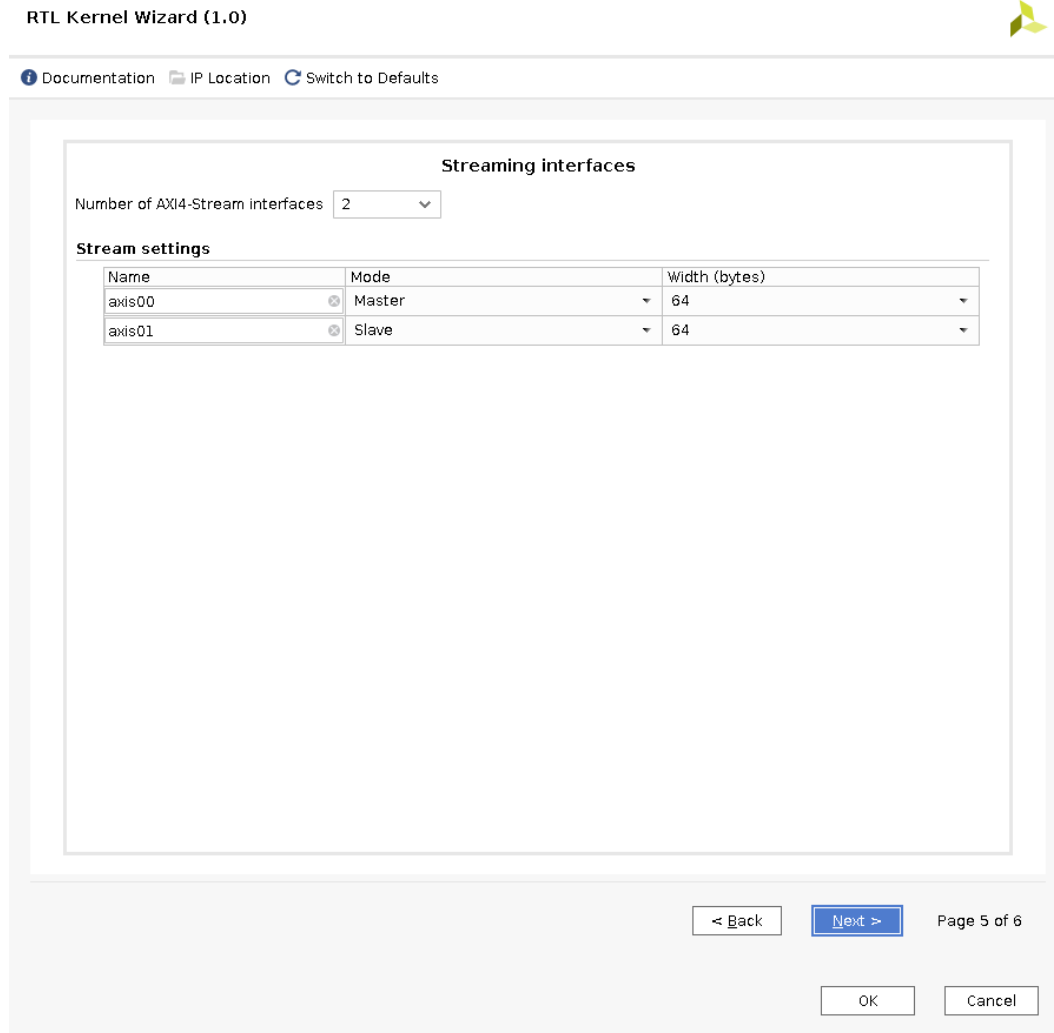 RTL Kernel Wizard (1.0)
Documentation IP Location Switch to Defaults
Streaming interfaces
Number of AXI4-Stream interfaces 2
Stream settings
Name Mode Width (bytes)
axis00 Master 64
axis01 Slave 64
< Back Next > Page 5 of 6
OK Cancel